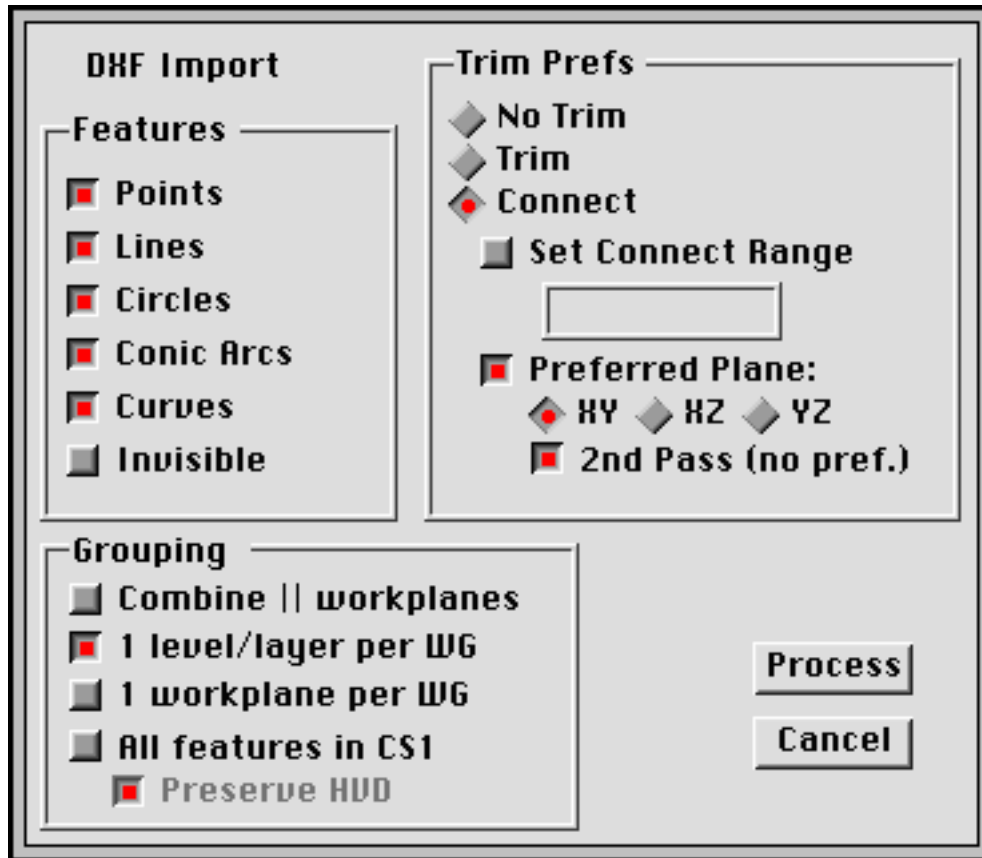 DXF Import
Features
Points
Lines
Circles
Conic Arcs
Curves
Invisible
Trim Prefs
No Trim
Trim
Connect
Set Connect Range
Preferred Plane:
XY XZ YZ
2nd Pass (no pref.)
Grouping
Combine || workplanes
1 level/layer per WG
1 workplane per WG
All features in CS1
Preserve HVD
Process
Cancel